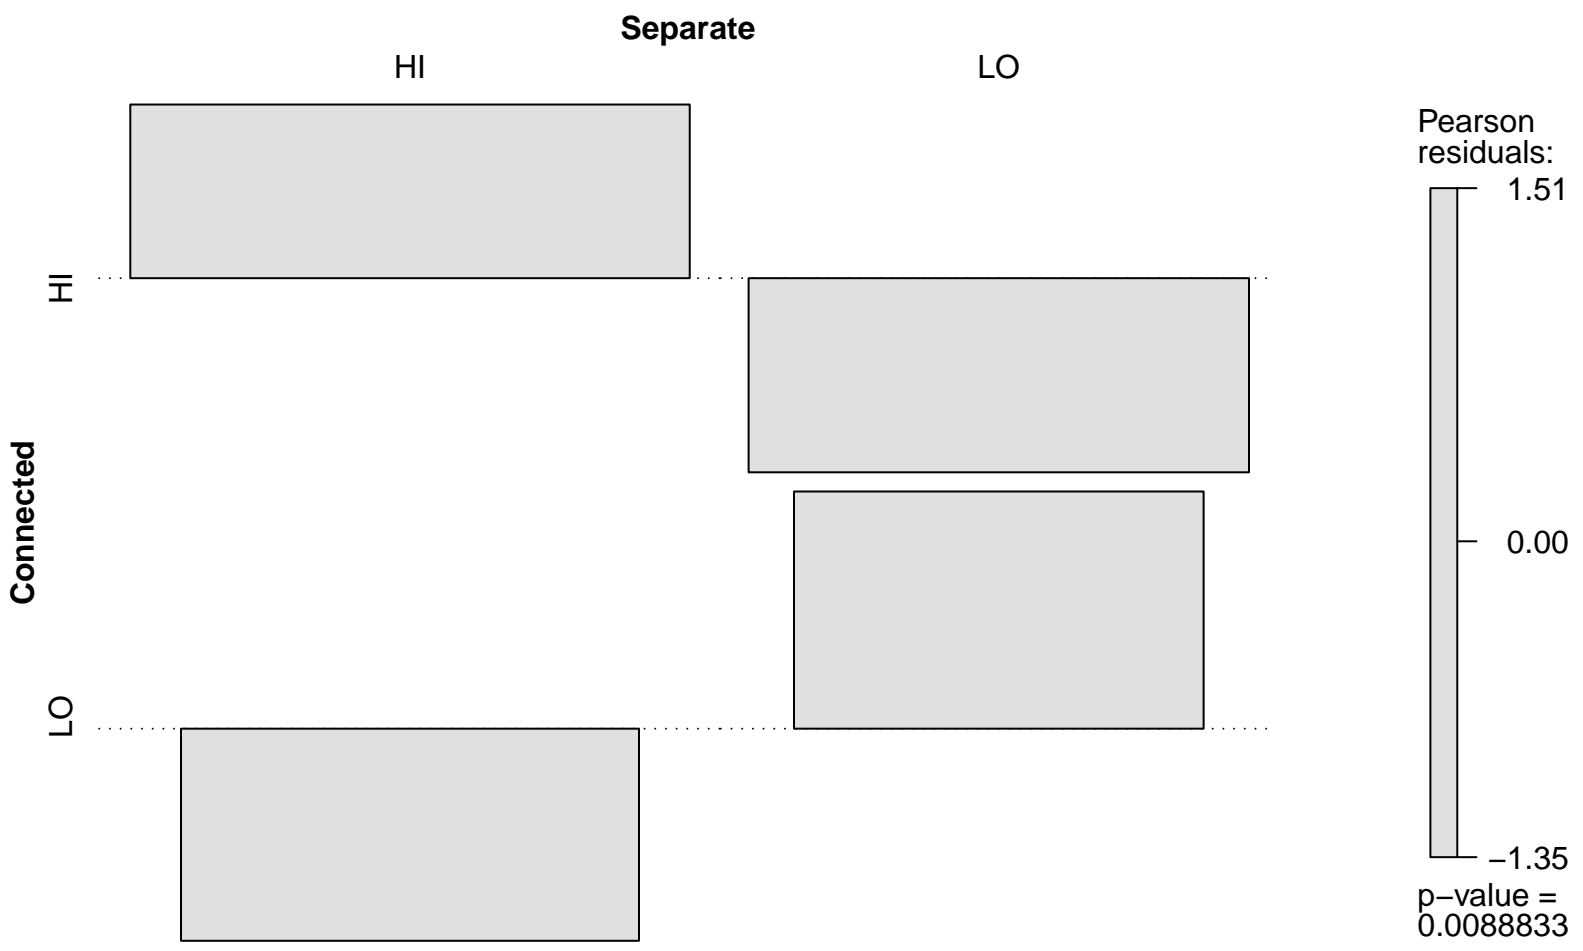 Separate
HI
LO
Connected
HI
LO
Pearson
residuals:
1.51
0.00
−1.35
p−value =
0.0088833